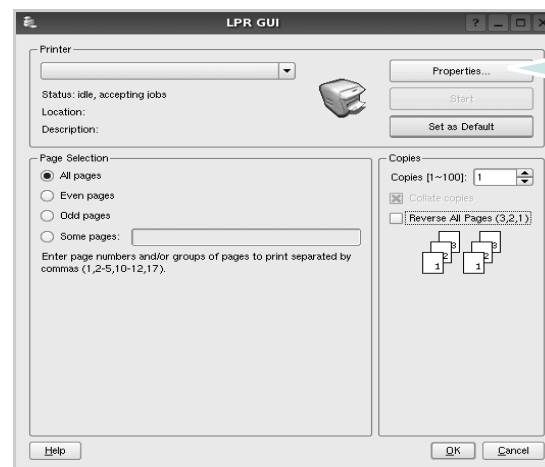 LPR GUI
Printer
Properties...
Status: idle, accepting jobs
Start
Location:
Description:
Set as Default
Page Selection
All pages
Even pages
Odd pages
Some pages:
Enter page numbers and/or groups of pages to print separated by
commas (1,2-5,10-12,17).
Copies
Copies [1~100]: 1
Collate copies
Reverse All Pages (3,2,1)
3 3
2 2
1 1
Help
OK
Cancel